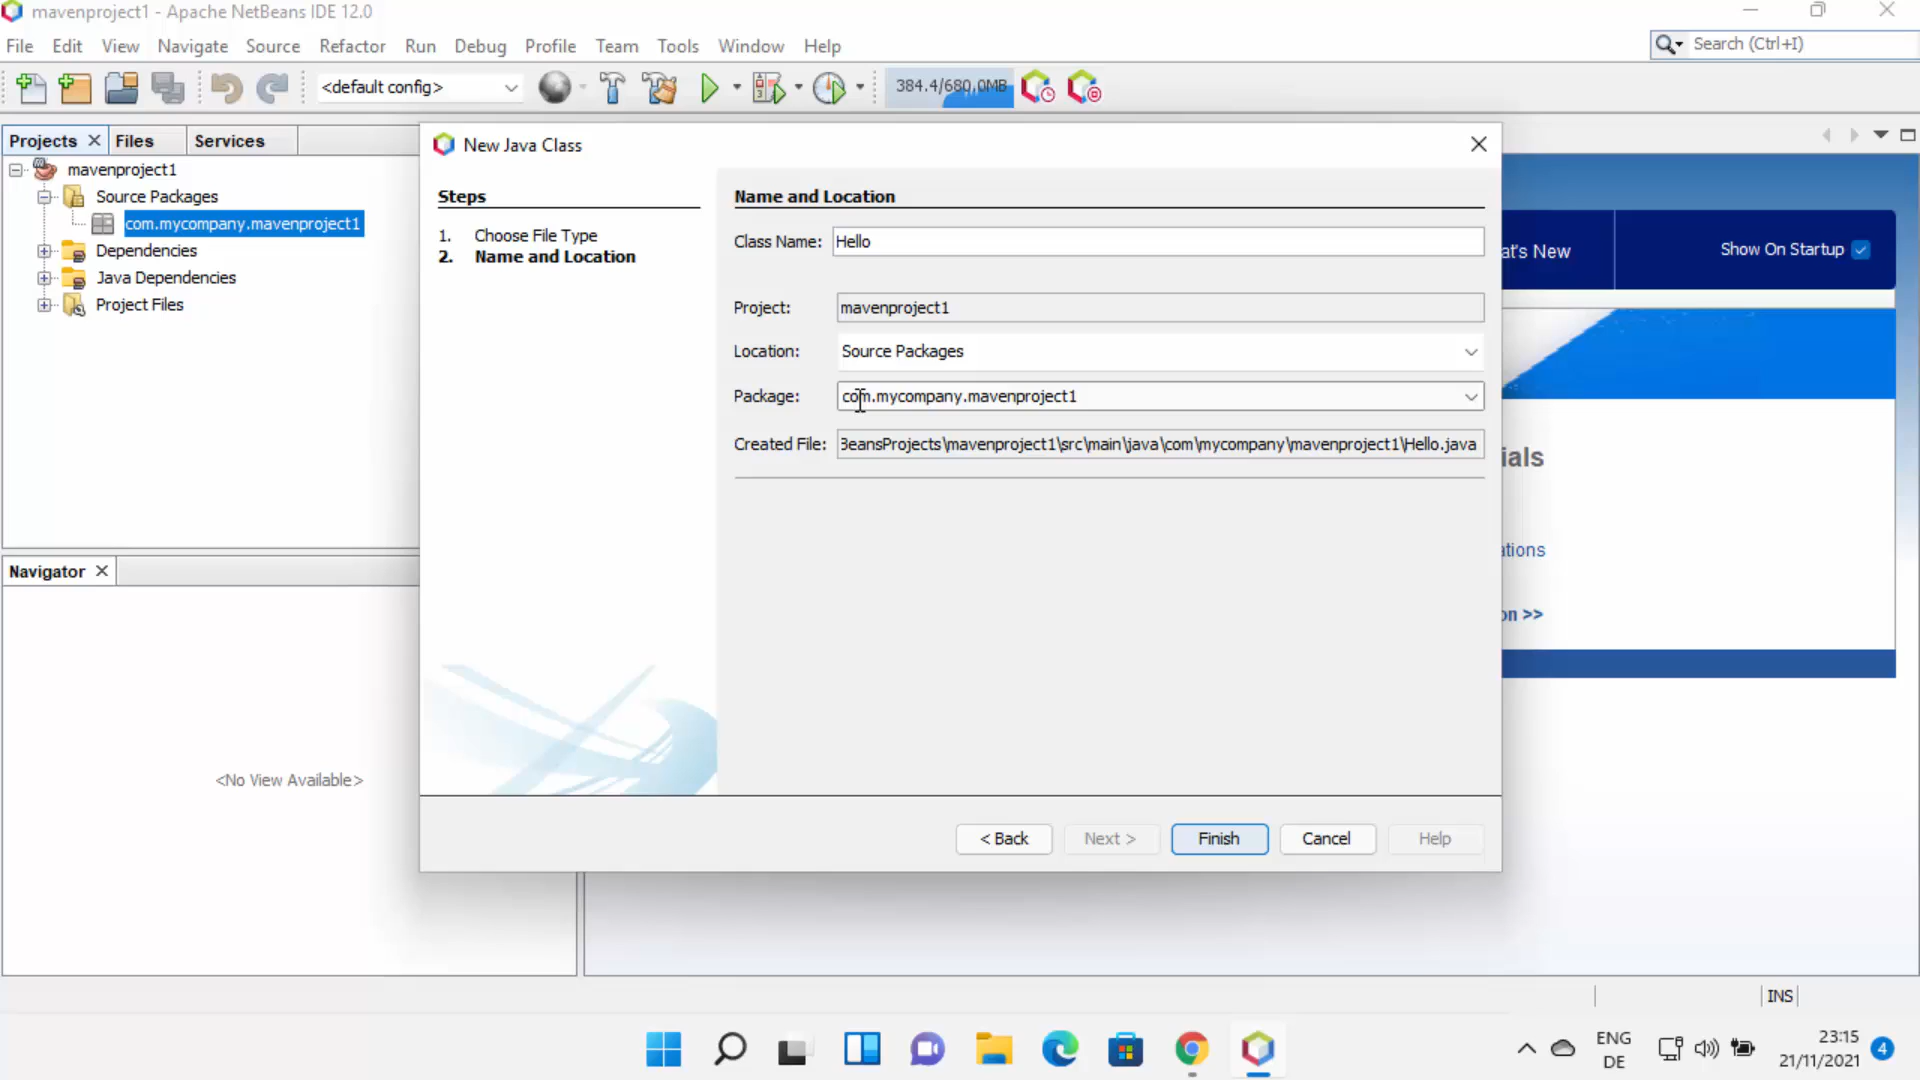 mavenproject1 - Apache NetBeans IDE 12.0
File Edit View Navigate Source Refactor Run Debug Profile Team Tools Window Help
Search (Ctrl+I)
<default config>
384.4/680.0MB
Projects
Files
Services
mavenproject1
Source Packages
com.mycompany.mavenproject1
Dependencies
Java Dependencies
Project Files
Navigator
<No View Available>
New Java Class
Steps
1. Choose File Type
2. Name and Location
Name and Location
Class Name: Hello
Project: mavenproject1
Location: Source Packages
Package: com.mycompany.mavenproject1
Created File: BeansProjects\mavenproject1\src\main\java\com\mycompany\mavenproject1\Hello.java
< Back
Next >
Finish
Cancel
Help
at's New
Show On Startup
ials
ations
on >>
INS
ENG
DE
23:15
21/11/2021
4